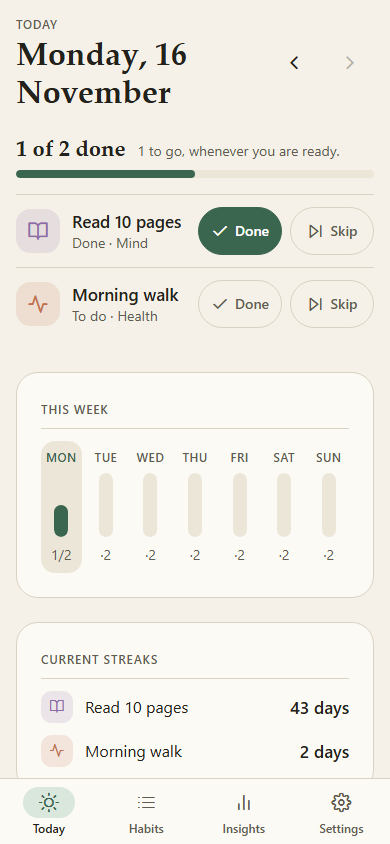 TODAY
Monday, 16
November
1 of 2 done 1 to go, whenever you are ready.
Read 10 pages
Done · Mind
Done
Skip
Morning walk
To do · Health
Done
Skip
THIS WEEK
MON TUE WED THU FRI SAT SUN
1/2 ·2 ·2 ·2 ·2 ·2 ·2
CURRENT STREAKS
Read 10 pages 43 days
Morning walk 2 days
Today Habits Insights Settings